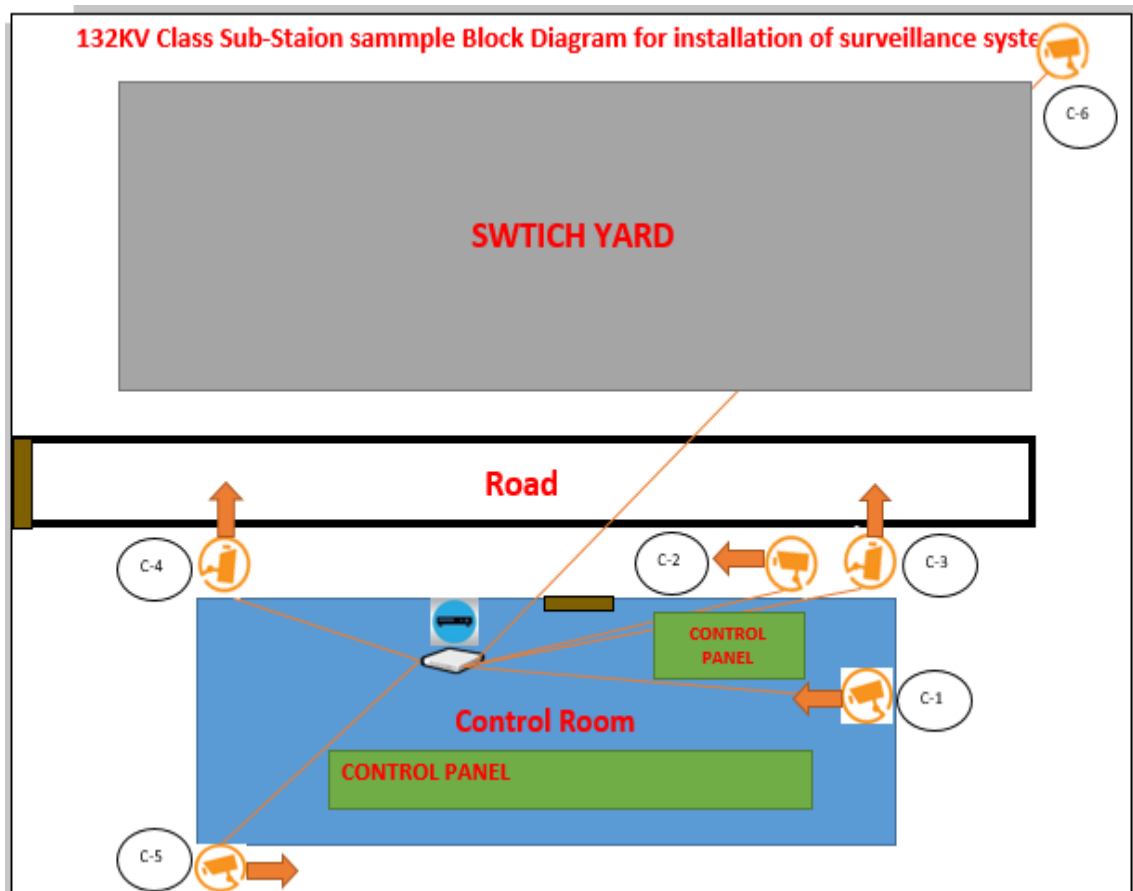 132KV Class Sub-Staion sammple Block Diagram for installation of surveillance syste
C-6
SWTICH YARD
Road
C-4
C-2
C-3
CONTROL
PANEL
C-1
Control Room
CONTROL PANEL
C-5